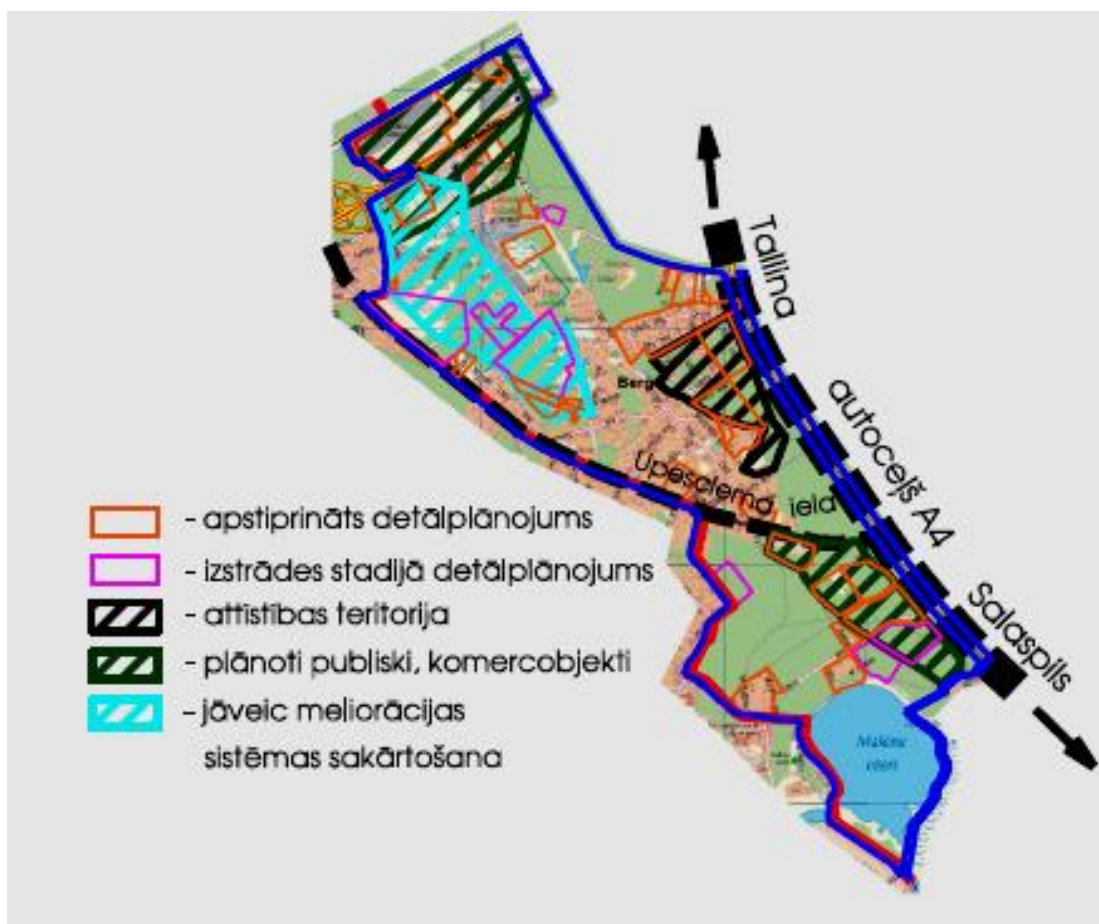 Tallina
autoceļš A4
Berg
Upesciema iela
Salaspils
- apstiprināts detālplānojums
- izstrādes stadijā detālplānojums
- attīstības teritorija
- plānoti publiski, komercobjekti
- jāveic meliorācijas
sistēmas sakārtošana